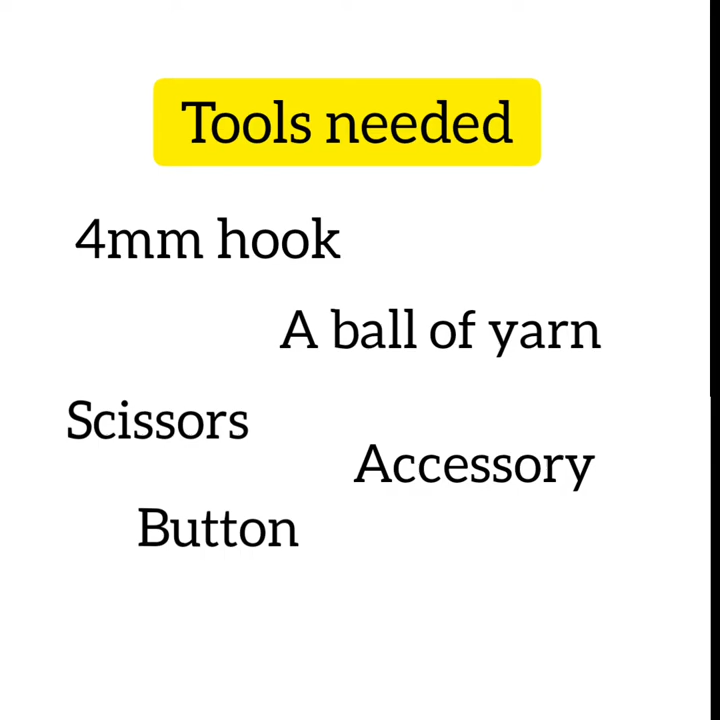 Tools needed
4mm hook
A ball of yarn
Scissors
Accessory
Button